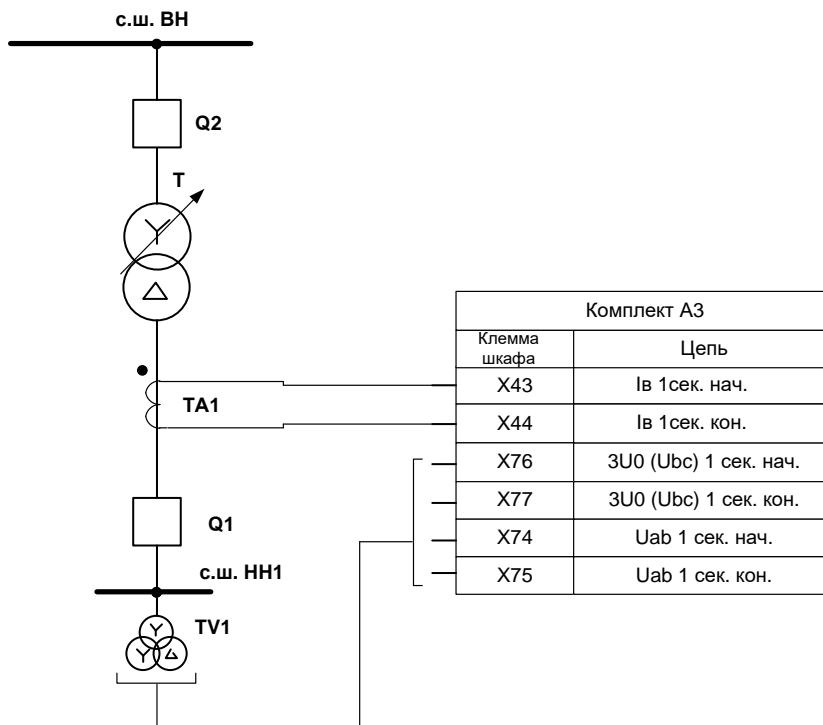 с.ш. ВН
Q2
Т
Комплект А3
Клемма шкафа
Цепь
X43
Iв 1сек. нач.
ТА1
X44
Iв 1сек. кон.
X76
3U0 (Ubc) 1 сек. нач.
X77
3U0 (Ubc) 1 сек. кон.
Q1
X74
Uab 1 сек. нач.
с.ш. НН1
X75
Uab 1 сек. кон.
TV1